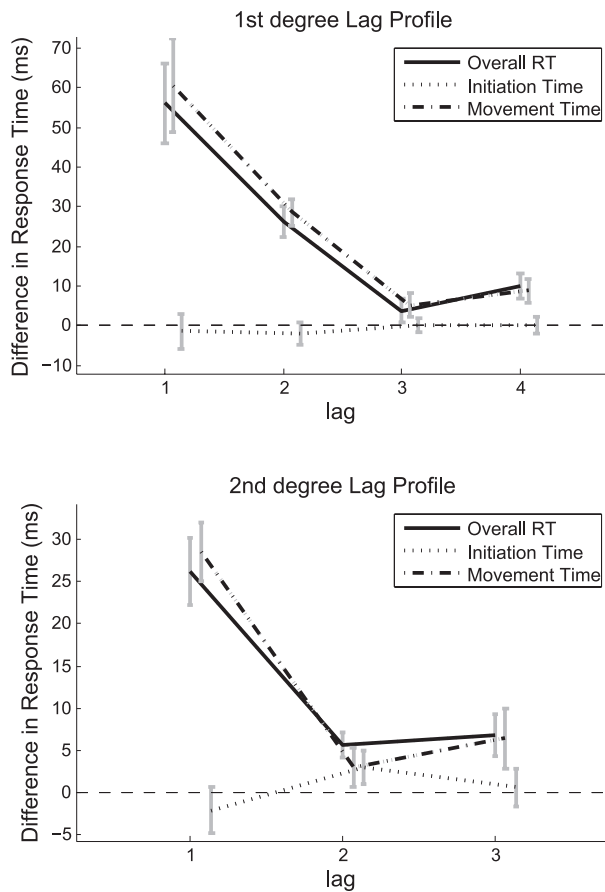 1st degree Lag Profile
Difference in Response Time (ms)
70
60
50
40
30
20
10
0
−10
Overall RT
Initiation Time
Movement Time
1 2 3 4
lag
2nd degree Lag Profile
Difference in Response Time (ms)
30
25
20
15
10
5
0
−5
Overall RT
Initiation Time
Movement Time
1 2 3
lag